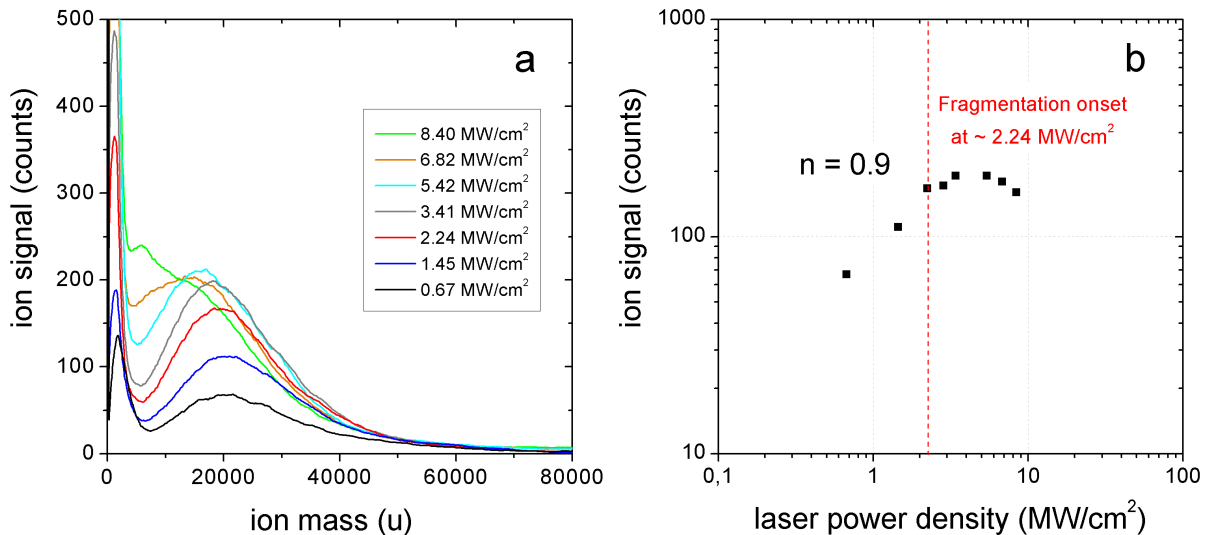 a
ion signal (counts)
500
400
300
200
100
0
8.40 MW/cm²
6.82 MW/cm²
5.42 MW/cm²
3.41 MW/cm²
2.24 MW/cm²
1.45 MW/cm²
0.67 MW/cm²
0 20000 40000 60000 80000
ion mass (u)
b
ion signal (counts)
1000
100
10
Fragmentation onset
at ~ 2.24 MW/cm²
n = 0.9
0,1 1 10 100
laser power density (MW/cm²)